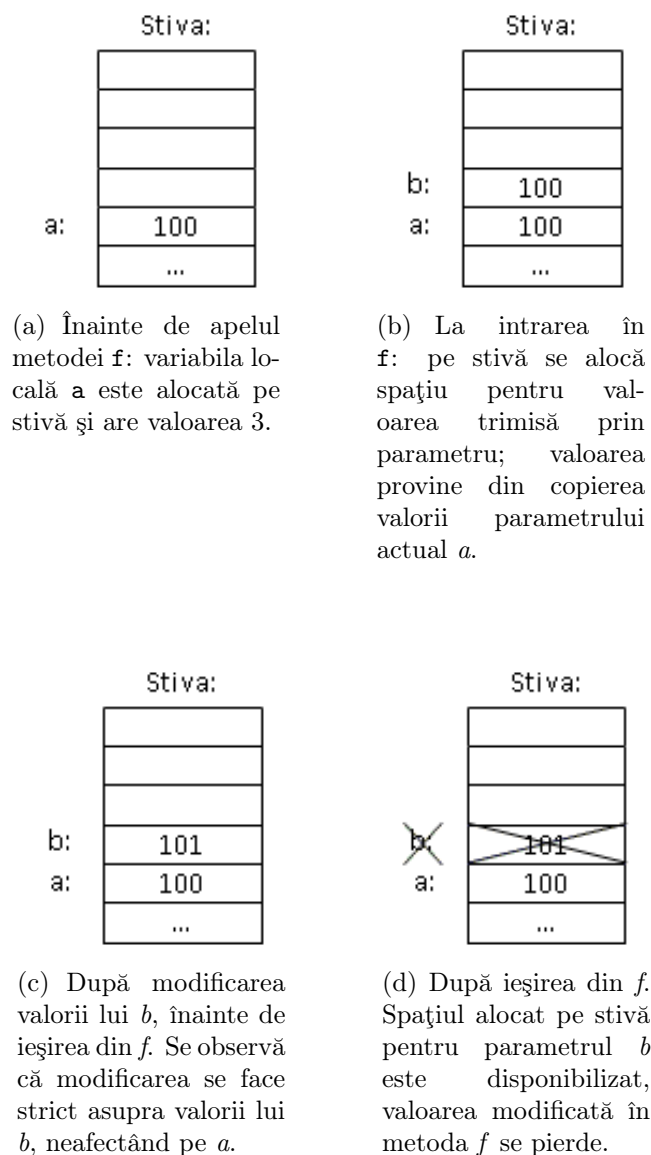 Stiva:
a: 100
...
(a) Înainte de apelul
metodei f: variabila lo-
cală a este alocată pe
stivă şi are valoarea 3.
Stiva:
b: 100
a: 100
...
(b) La intrarea în
f: pe stivă se alocă
spaţiu pentru val-
oarea trimisă prin
parametru; valoarea
provine din copierea
valorii parametrului
actual a.
Stiva:
b: 101
a: 100
...
(c) După modificarea
valorii lui b, înainte de
ieşirea din f. Se observă
că modificarea se face
strict asupra valorii lui
b, neafectând pe a.
Stiva:
b: 101
a: 100
...
(d) După ieşirea din f.
Spaţiul alocat pe stivă
pentru parametrul b
este disponibilizat,
valoarea modificată în
metoda f se pierde.